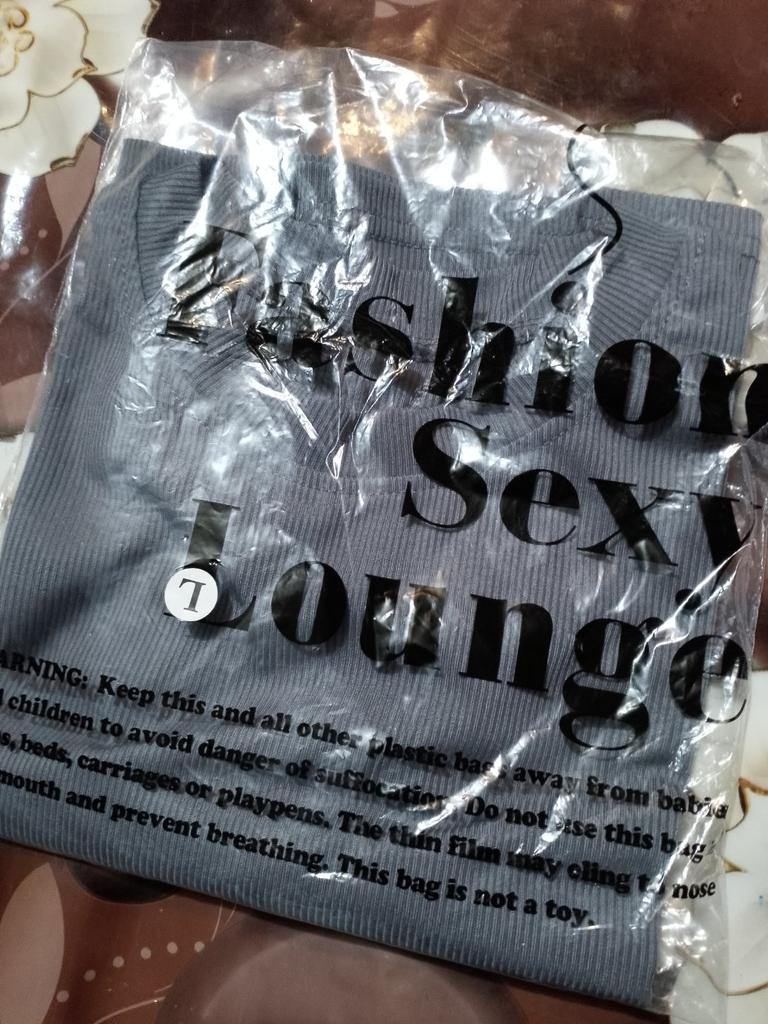 Fashion
Sexy
Lounge
L
ARNING: Keep this and all other plastic bags away from babies
children to avoid danger of suffocation. Do not use this bag
beds, carriages or playpens. The thin film may cling to nose
mouth and prevent breathing. This bag is not a toy.